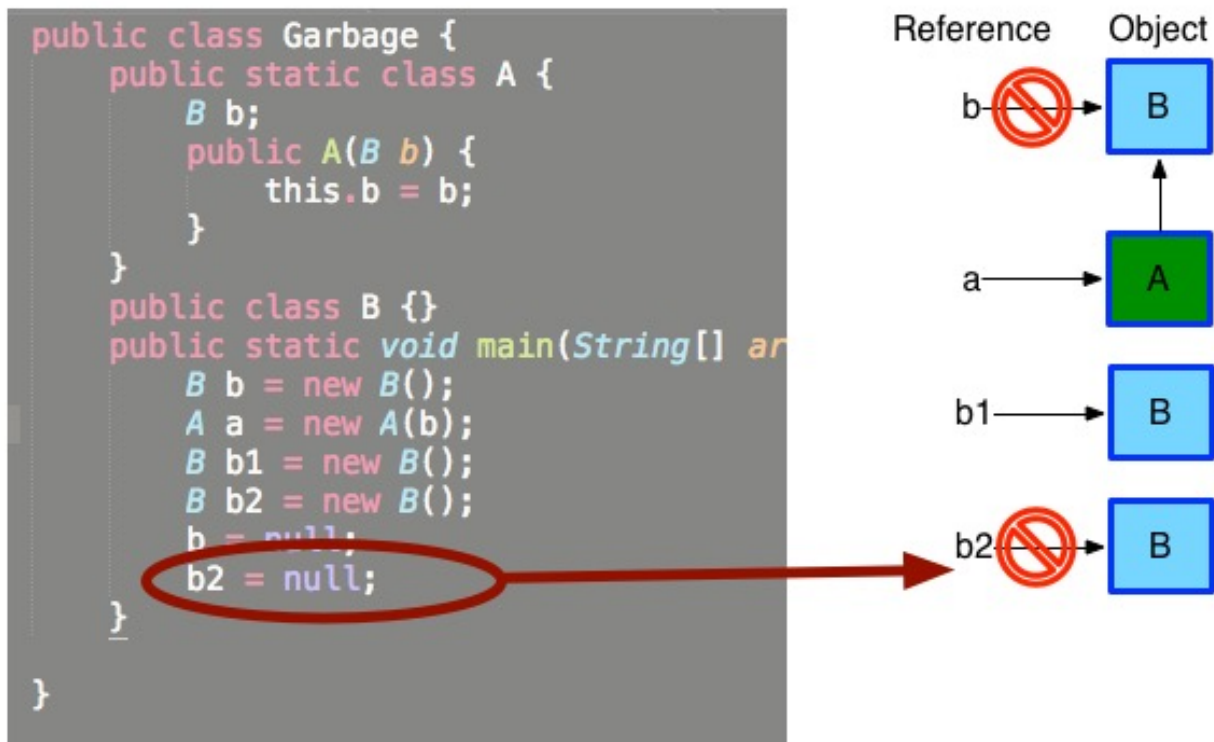 public class Garbage {
public static class A {
B b;
public A(B b) {
this.b = b;
}
}
public class B {}
public static void main(String[] ar
B b = new B();
A a = new A(b);
B b1 = new B();
B b2 = new B();
b = null;
b2 = null;
}
}
Reference Object
b B
a A
b1 B
b2 B